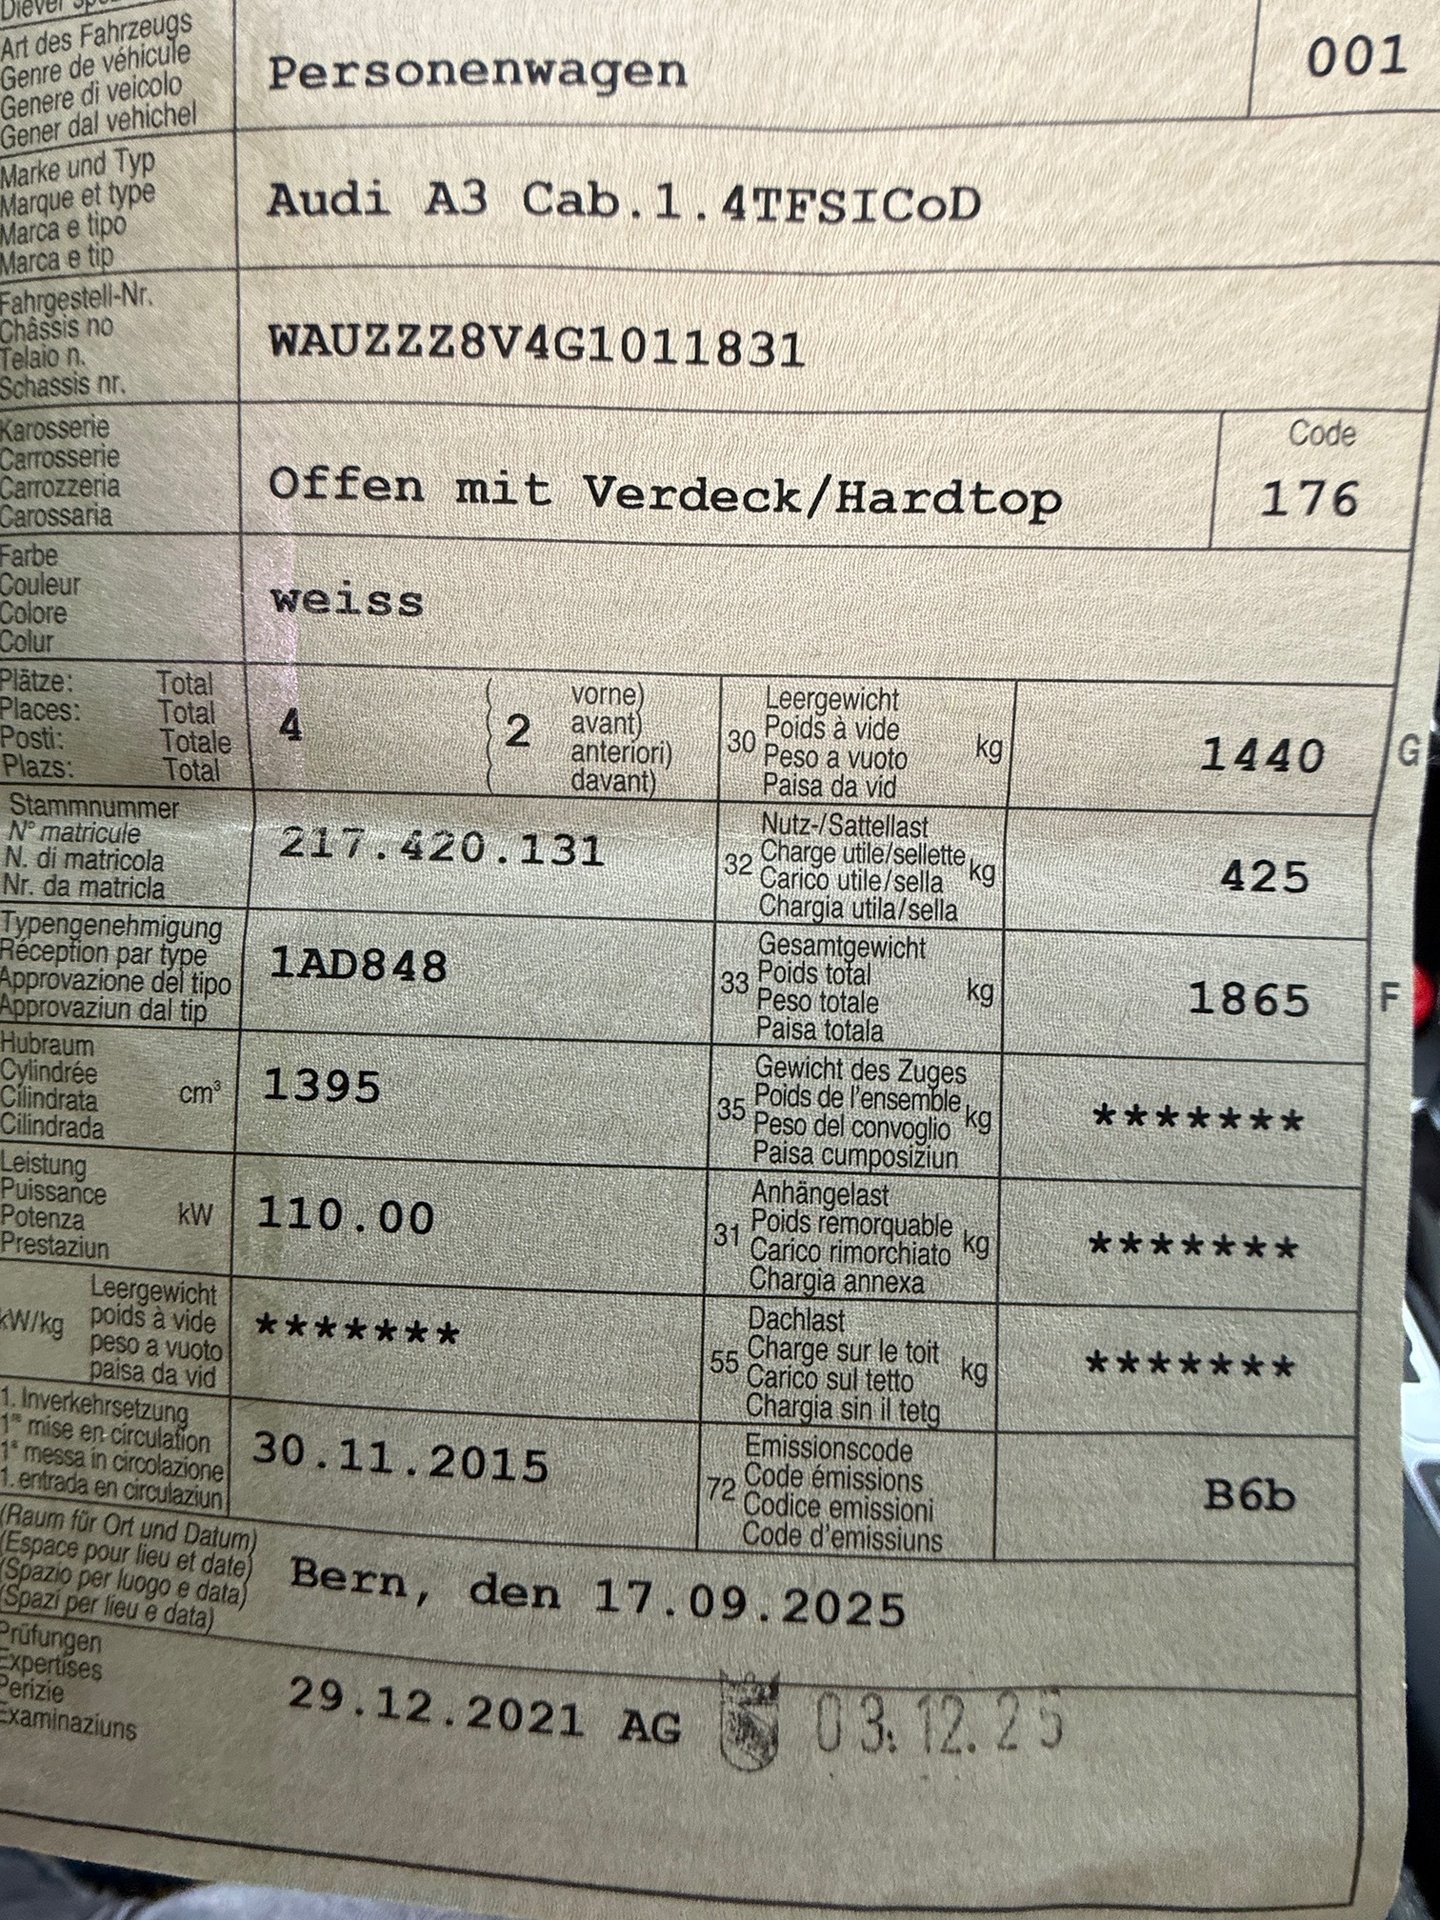 Art des Fahrzeugs
Genre de véhicule
Genere di veicolo
Gener dal vehichel
Personenwagen
001
Marke und Typ
Marque et type
Marca e tipo
Marca e tip
Audi A3 Cab.1.4TFSICoD
Fahrgestell-Nr.
Châssis no
Telaio n.
Schassis nr.
WAUZZZ8V4G1011831
Karosserie
Carrosserie
Carrozzeria
Carossaria
Offen mit Verdeck/Hardtop
Code
176
Farbe
Couleur
Colore
Colur
weiss
Plätze: Total
Places: Total
Posti: Totale
Plazs: Total
4
2
vorne)
avant)
anteriori)
davant)
30
Leergewicht
Poids à vide
Peso a vuoto
Paisa da vid
kg
1440
G
Stammnummer
N° matricule
N. di matricola
Nr. da matricla
217.420.131
32
Nutz-/Sattellast
Charge utile/sellette
Carico utile/sella
Chargia utila/sella
kg
425
Typengenehmigung
Réception par type
Approvazione del tipo
Approvaziun dal tip
1AD848
33
Gesamtgewicht
Poids total
Peso totale
Paisa totala
kg
1865
F
Hubraum
Cylindrée
Cilindrata
Cilindrada
cm³
1395
35
Gewicht des Zuges
Poids de l'ensemble
Peso del convoglio
Paisa cumposiziun
kg
*******
Leistung
Puissance
Potenza
Prestaziun
kW
110.00
31
Anhängelast
Poids remorquable
Carico rimorchiato
Chargia annexa
kg
*******
kW/kg
Leergewicht
poids à vide
peso a vuoto
paisa da vid
*******
55
Dachlast
Charge sur le toit
Carico sul tetto
Chargia sin il tetg
kg
*******
1. Inverkehrsetzung
1re mise en circulation
1a messa in circolazione
1. entrada en circulaziun
30.11.2015
72
Emissionscode
Code émissions
Codice emissioni
Code d'emissiuns
B6b
(Raum für Ort und Datum)
(Espace pour lieu et date)
(Spazio per luogo e data)
(Spazi per lieu e data)
Bern, den 17.09.2025
Prüfungen
Expertises
Perizie
Examinaziuns
29.12.2021 AG
03.12.25